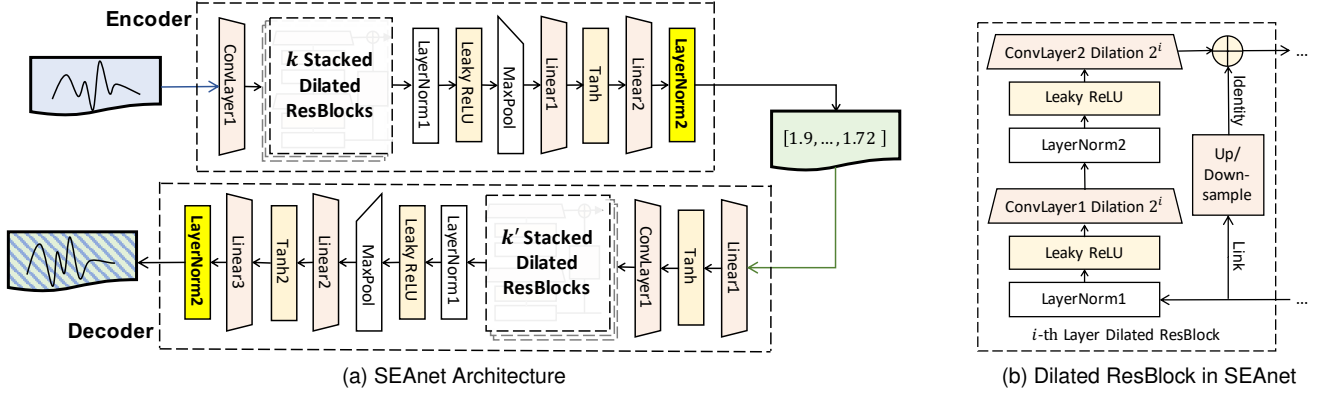 Encoder
ConvLayer1
k Stacked
Dilated
ResBlocks
LayerNorm1
Leaky ReLU
MaxPool
Linear1
Tanh
Linear2
LayerNorm2
[1.9, ..., 1.72 ]
Linear1
Tanh
ConvLayer1
k′ Stacked
Dilated
ResBlocks
LayerNorm1
Leaky ReLU
MaxPool
Linear2
Tanh2
Linear3
LayerNorm2
Decoder
(a) SEAnet Architecture
ConvLayer2 Dilation 2^i
...
Leaky ReLU
Identity
LayerNorm2
Up/
Down-
sample
ConvLayer1 Dilation 2^i
Leaky ReLU
Link
LayerNorm1
...
i-th Layer Dilated ResBlock
(b) Dilated ResBlock in SEAnet